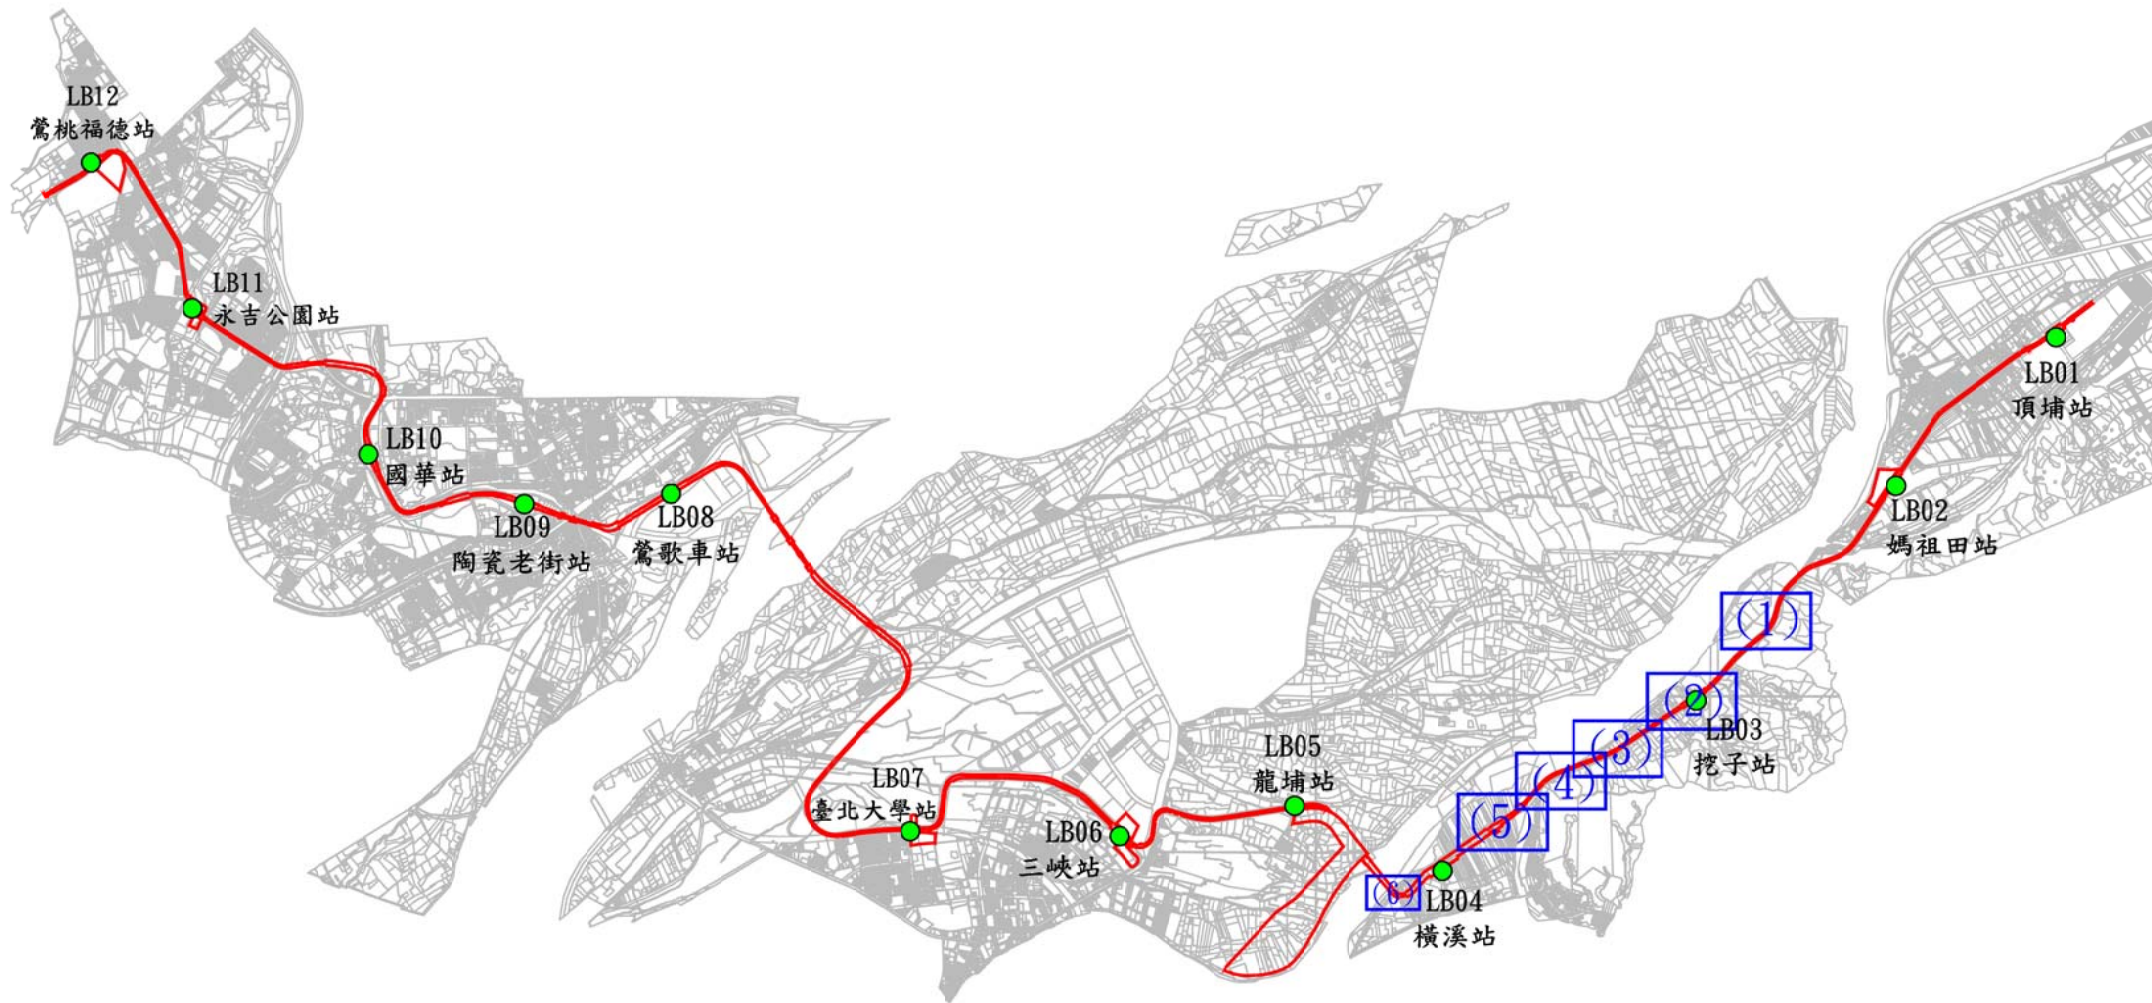 LB12
鶯桃福德站
LB11
永吉公園站
LB10
國華站
LB09
陶瓷老街站
LB08
鶯歌車站
LB07
臺北大學站
LB06
三峽站
LB05
龍埔站
LB04
橫溪站
LB03
挖子站
LB02
媽祖田站
LB01
頂埔站
(1)
(2)
(3)
(4)
(5)
(6)